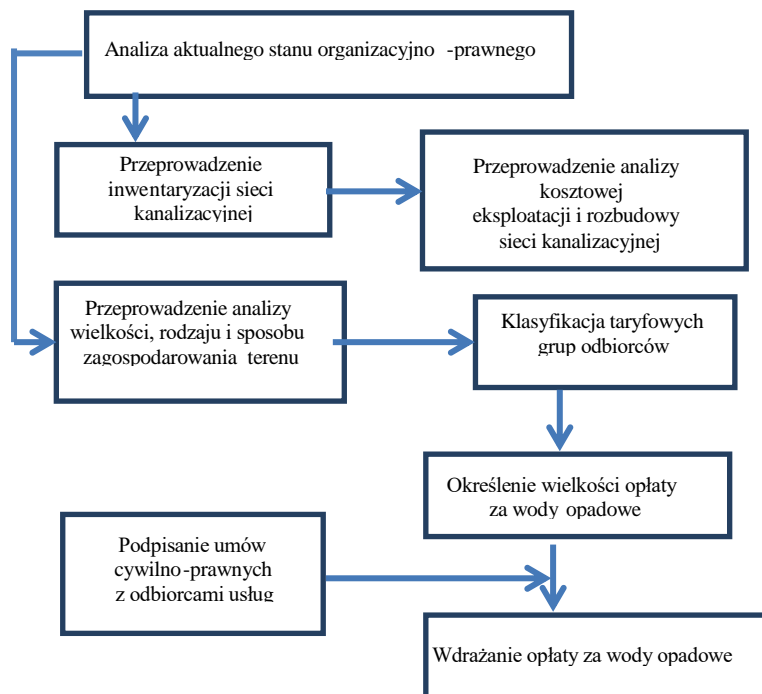 Analiza aktualnego stanu organizacyjno -prawnego
Przeprowadzenie
inwentaryzacji sieci
kanalizacyjnej
Przeprowadzenie analizy
kosztowej
eksploatacji i rozbudowy
sieci kanalizacyjnej
Przeprowadzenie analizy
wielkości, rodzaju i sposobu
zagospodarowania terenu
Klasyfikacja taryfowych
grup odbiorców
Określenie wielkości opłaty
za wody opadowe
Podpisanie umów
cywilno-prawnych
z odbiorcami usług
Wdrażanie opłaty za wody opadowe